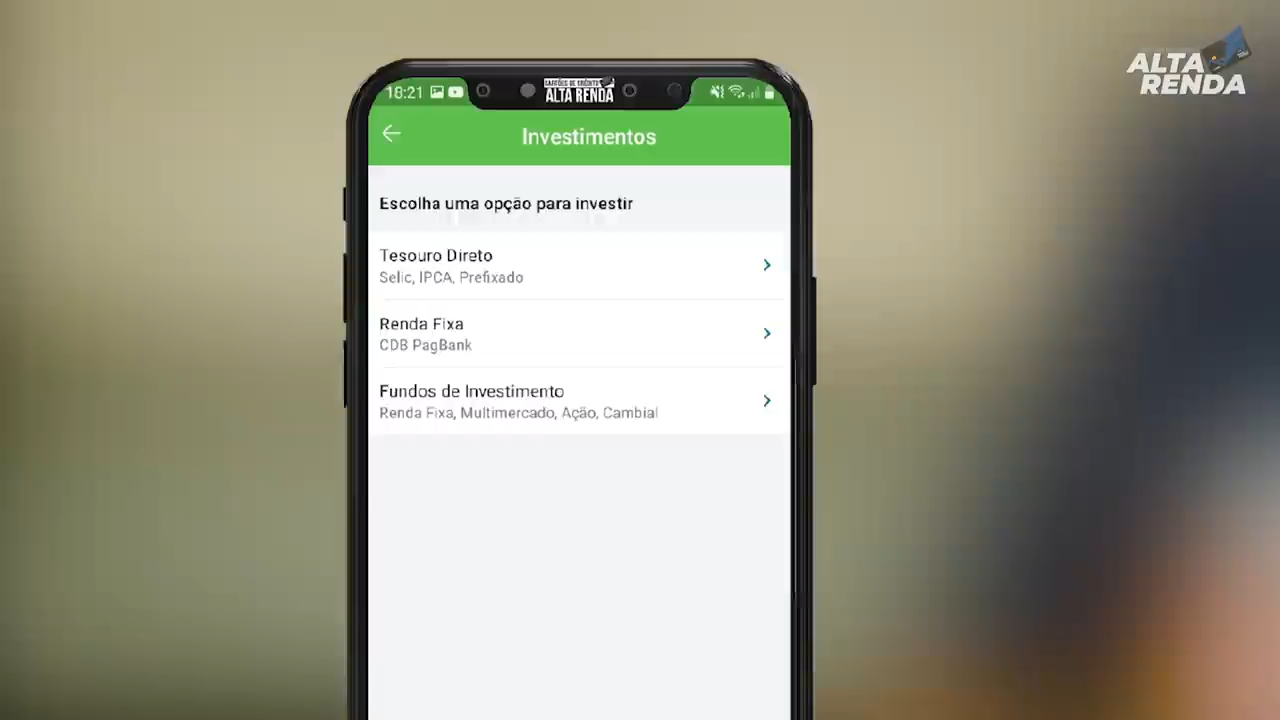 ALTA
RENDA
18:21
CARTÕES DE CRÉDITO
ALTA RENDA
Investimentos
Escolha uma opção para investir
Tesouro Direto
Selic, IPCA, Prefixado
Renda Fixa
CDB PagBank
Fundos de Investimento
Renda Fixa, Multimercado, Ação, Cambial